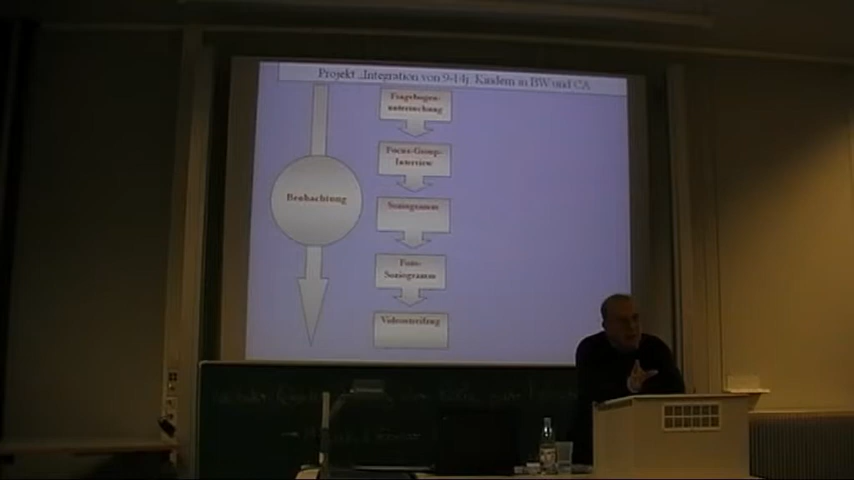 Projekt „Integration von 9-14j. Kindern in BW und CA
Fragebogen-
untersuchung
Focus-Group-
Interview
Beobachtung
Soziogramm
Foto-
Soziogramm
Videostreifzug